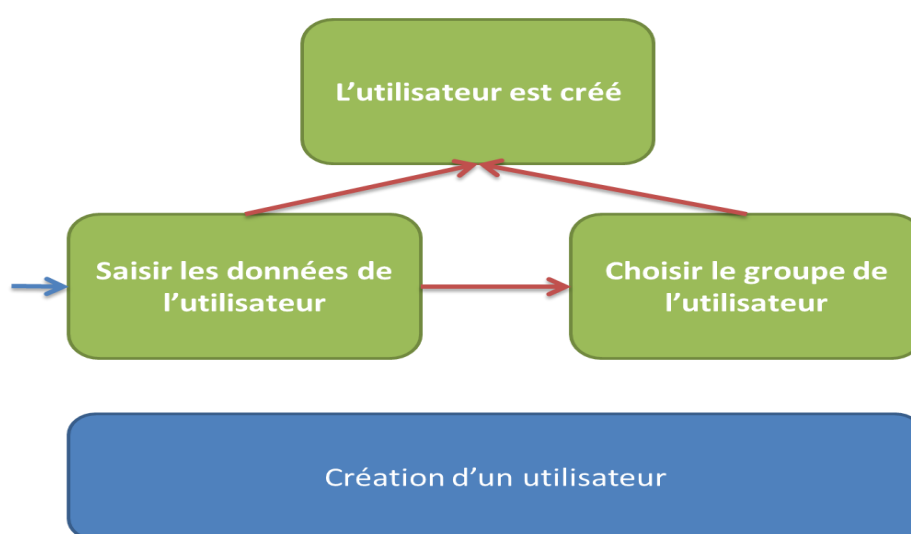 L’utilisateur est créé
Saisir les données de
l’utilisateur
Choisir le groupe de
l’utilisateur
Création d’un utilisateur